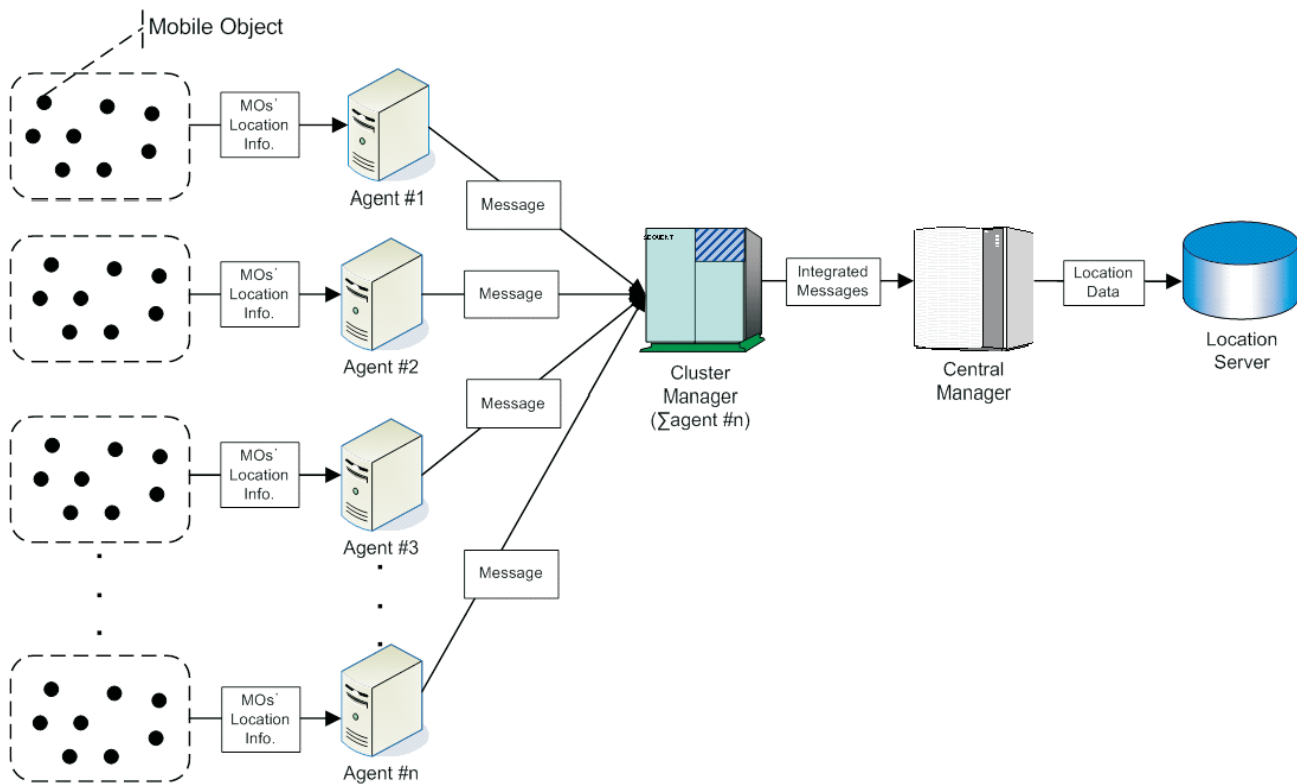 Mobile Object
MOs'
Location
Info.
Agent #1
Message
MOs'
Location
Info.
Agent #2
Message
MOs'
Location
Info.
Agent #3
Message
MOs'
Location
Info.
Agent #n
Message
SEQUENT
Cluster
Manager
(∑agent #n)
Integrated
Messages
Central
Manager
Location
Data
Location
Server